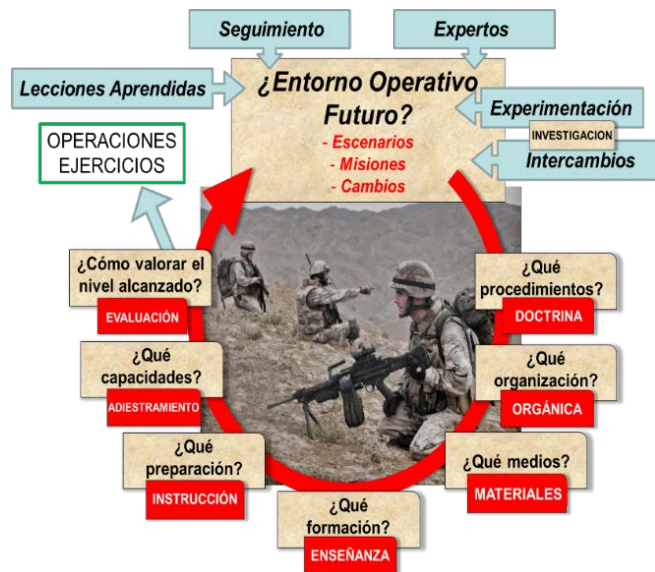 Seguimiento
Expertos
Lecciones Aprendidas
¿Entorno Operativo
Futuro?
- Escenarios
- Misiones
- Cambios
Experimentación
INVESTIGACION
Intercambios
OPERACIONES
EJERCICIOS
¿Qué
procedimientos?
DOCTRINA
¿Qué
organización?
ORGÁNICA
¿Qué medios?
MATERIALES
¿Qué
formación?
ENSEÑANZA
¿Qué
preparación?
INSTRUCCIÓN
¿Qué
capacidades?
ADIESTRAMIENTO
¿Cómo valorar el
nivel alcanzado?
EVALUACIÓN